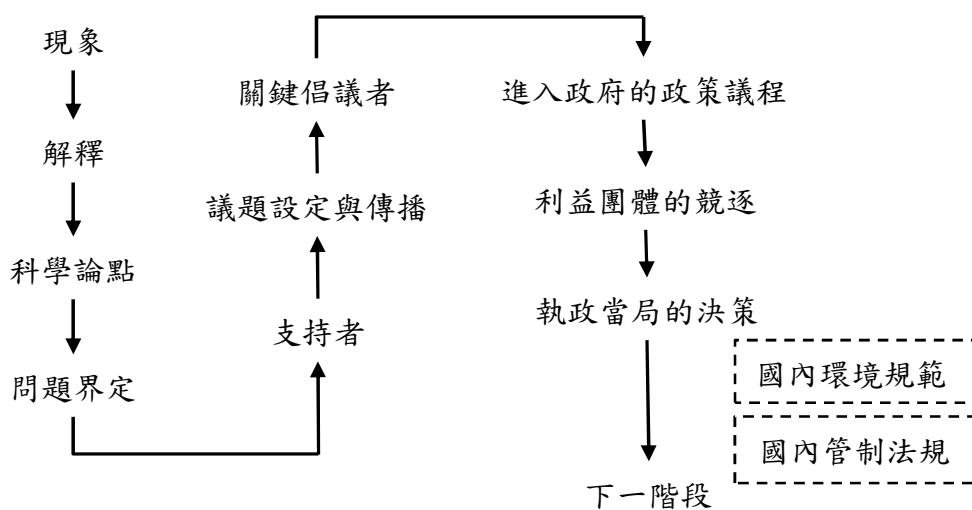 現象
解釋
科學論點
問題界定
支持者
議題設定與傳播
關鍵倡議者
進入政府的政策議程
利益團體的競逐
執政當局的決策
國內環境規範
國內管制法規
下一階段